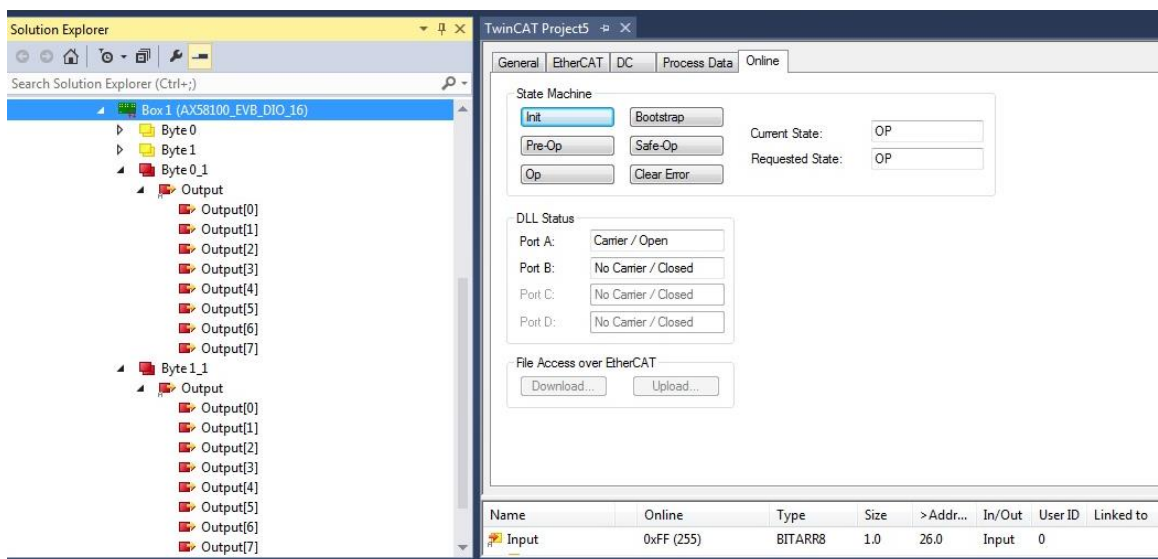 Solution Explorer
Search Solution Explorer (Ctrl+;)
Box 1 (AX58100_EVB_DIO_16)
Byte 0
Byte 1
Byte 0_1
Output
Output[0]
Output[1]
Output[2]
Output[3]
Output[4]
Output[5]
Output[6]
Output[7]
Byte 1_1
Output
Output[0]
Output[1]
Output[2]
Output[3]
Output[4]
Output[5]
Output[6]
Output[7]
TwinCAT Project5
General EtherCAT DC Process Data Online
State Machine
Init Bootstrap
Pre-Op Safe-Op
Op Clear Error
Current State: OP
Requested State: OP
DLL Status
Port A: Carrier / Open
Port B: No Carrier / Closed
Port C: No Carrier / Closed
Port D: No Carrier / Closed
File Access over EtherCAT
Download... Upload...
Name Online Type Size >Addr... In/Out User ID Linked to
Input 0xFF (255) BITARR8 1.0 26.0 Input 0